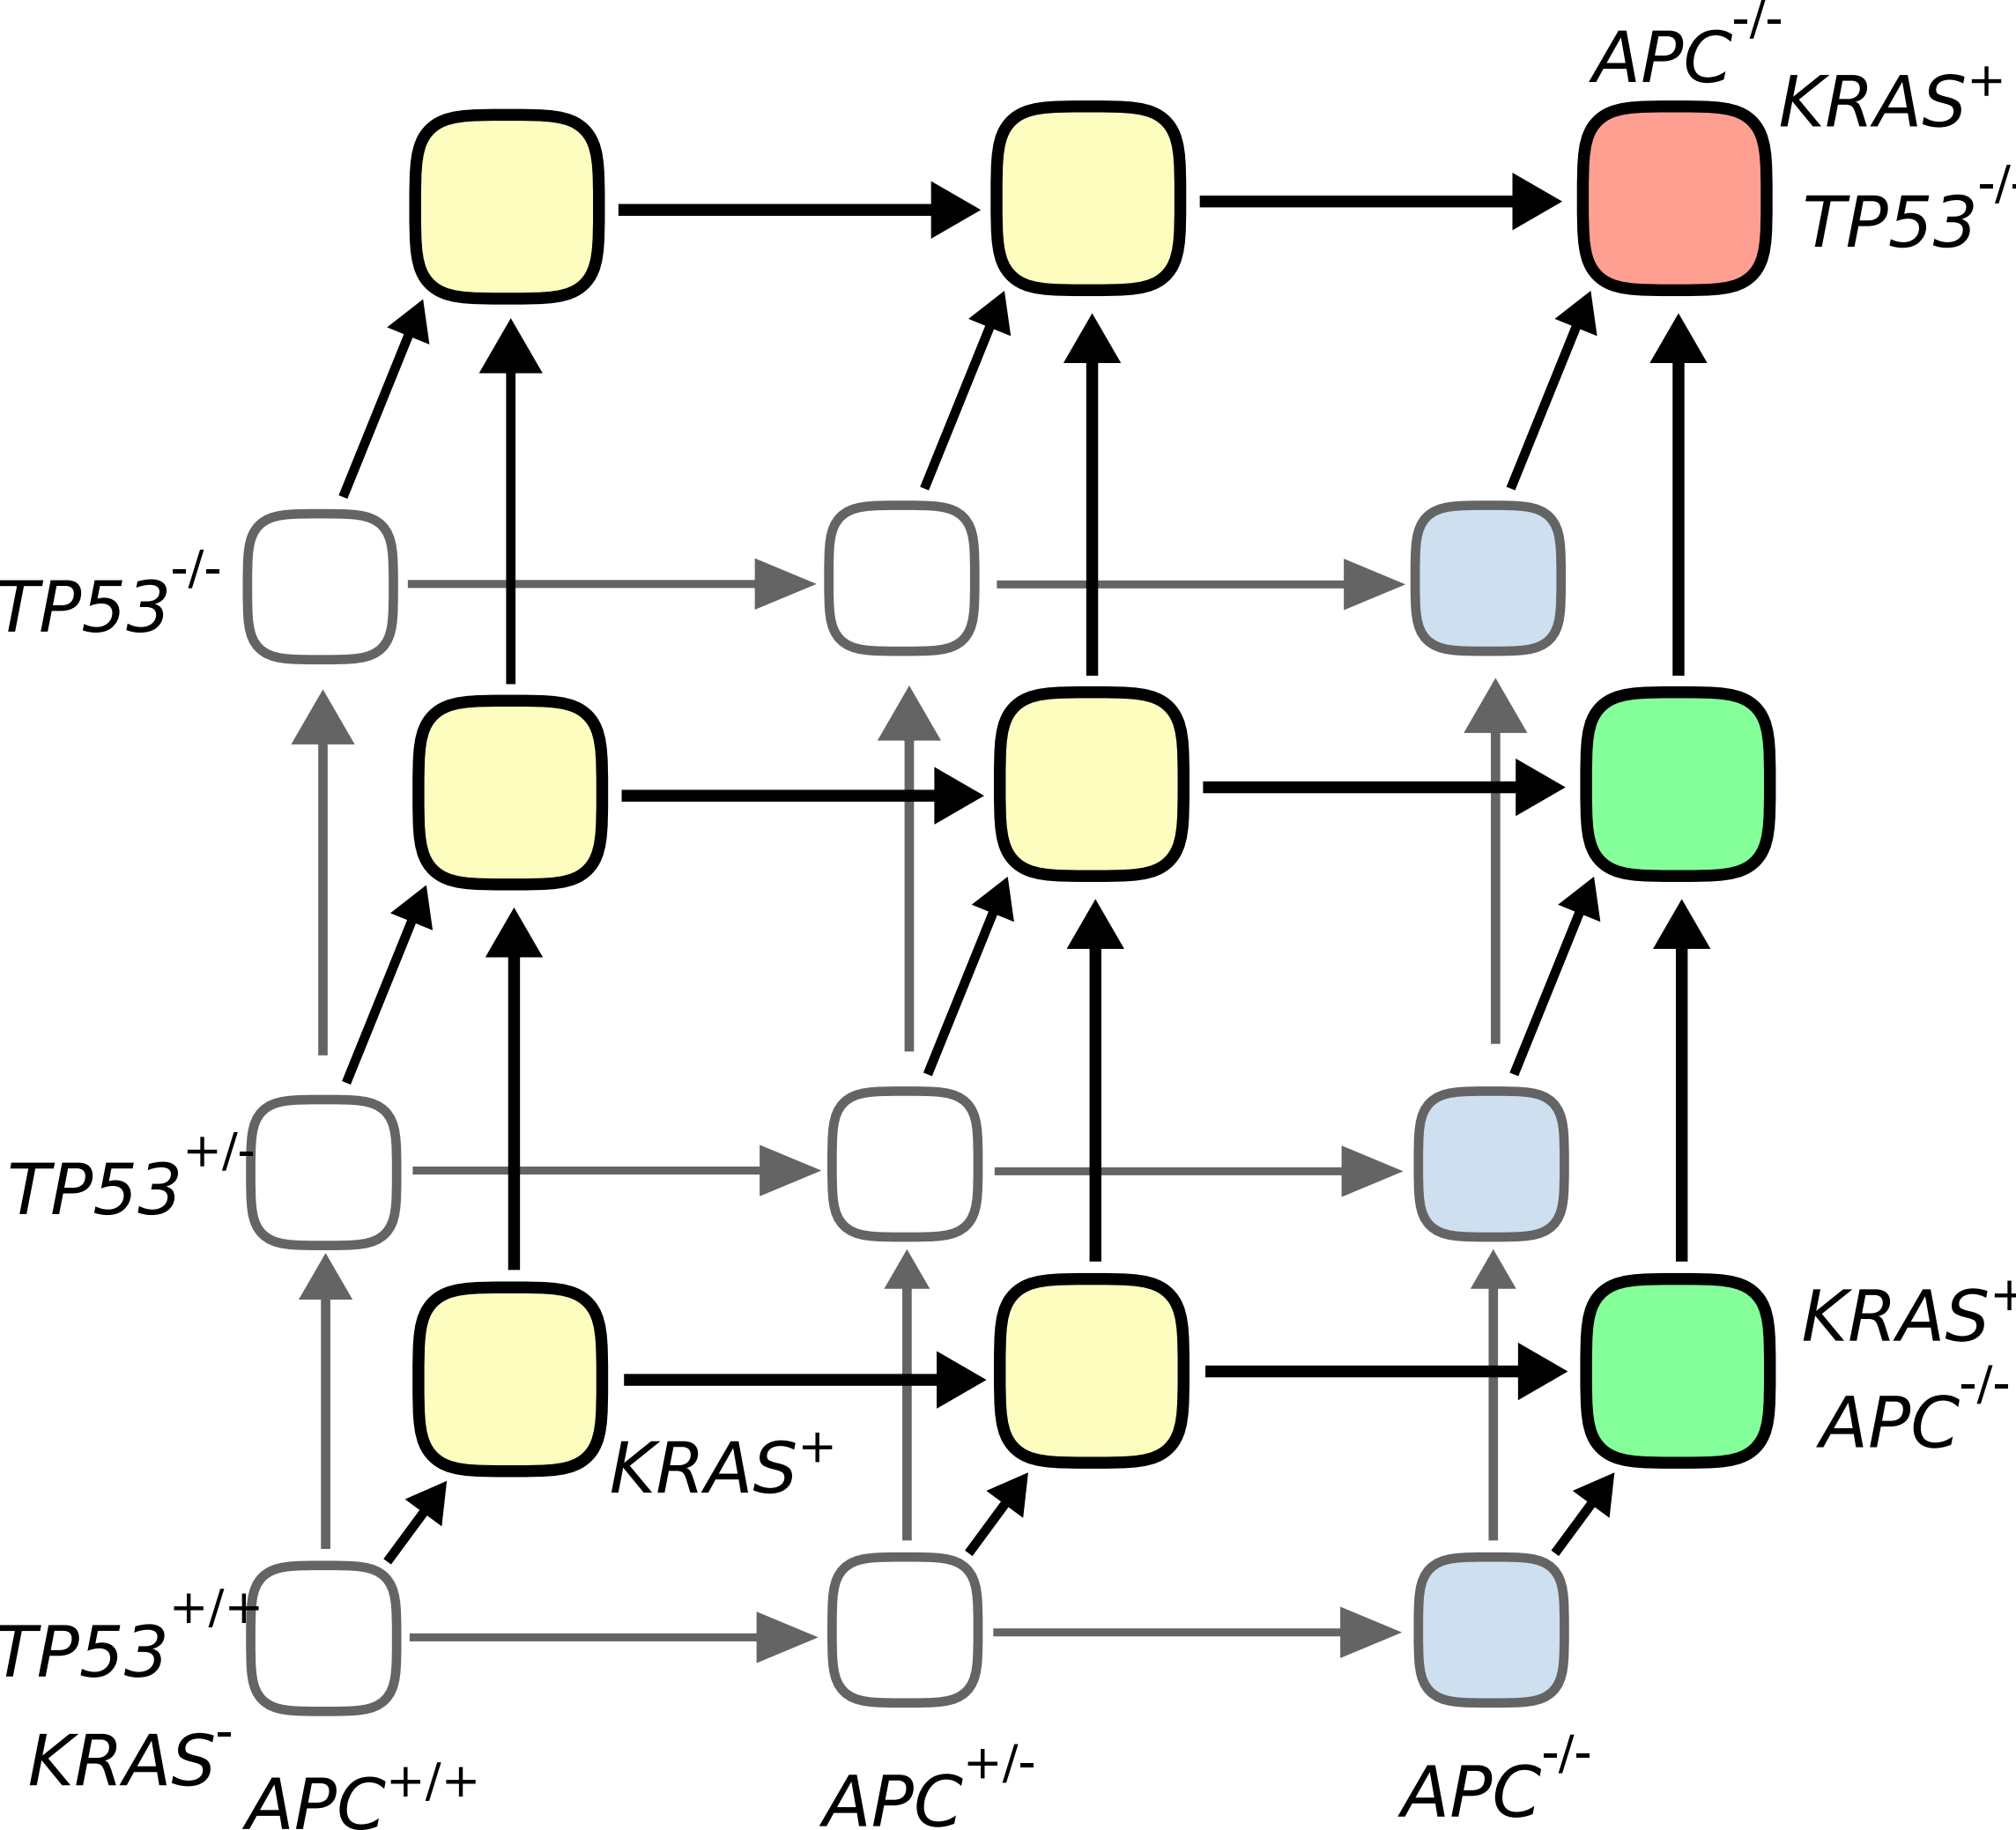 APC-/-
KRAS+
TP53-/-
TP53-/-
TP53+/-
KRAS+
APC-/-
KRAS+
TP53+/+
KRAS-
APC+/+
APC+/-
APC-/-